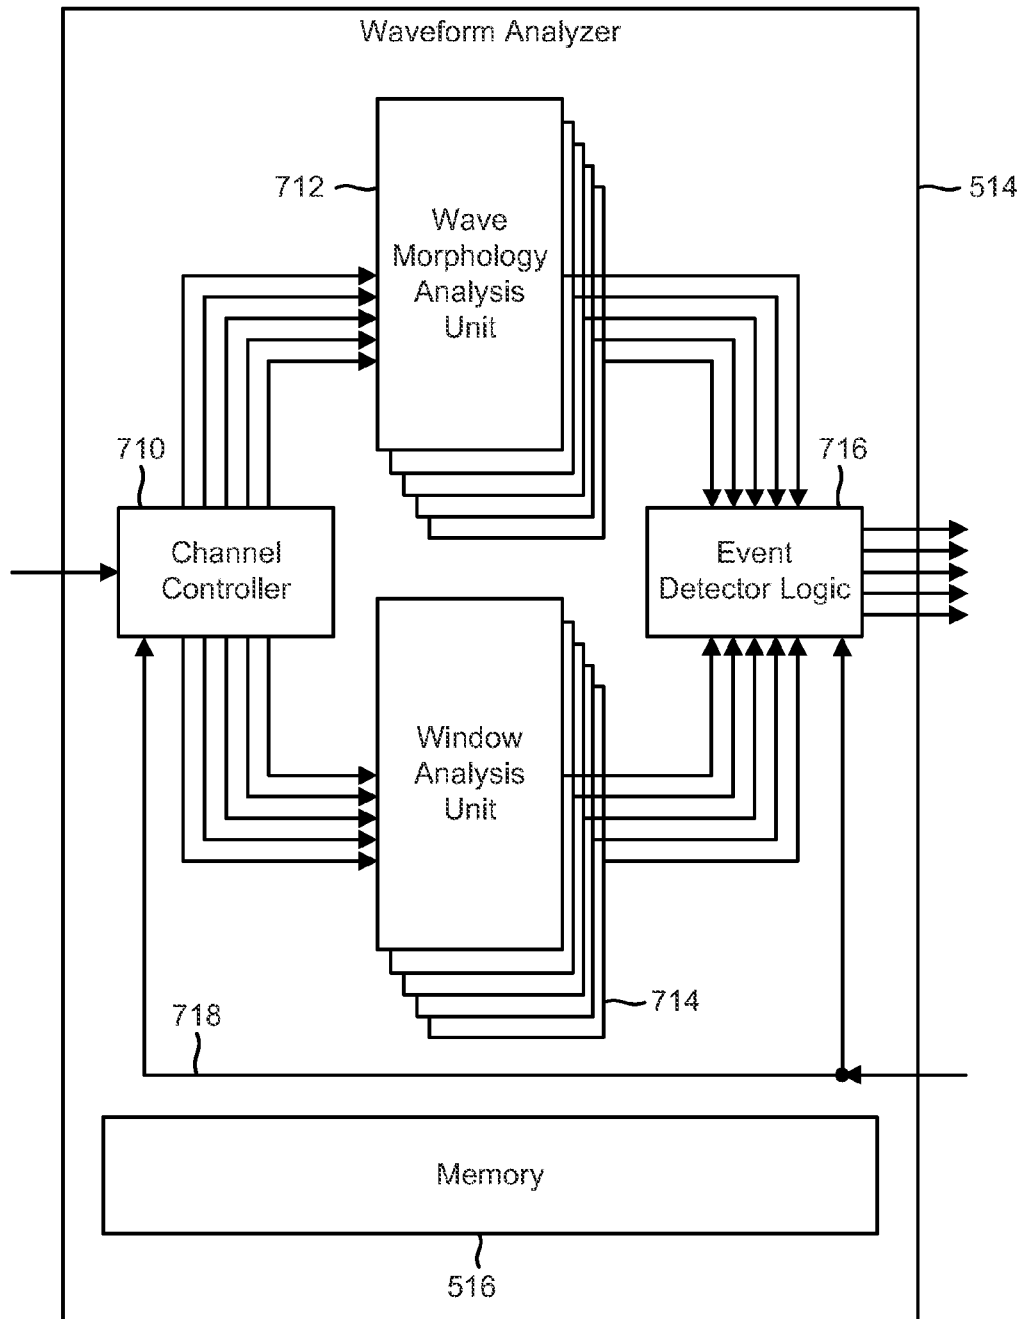 Waveform Analyzer
712
Wave
Morphology
Analysis
Unit
514
710
Channel
Controller
716
Event
Detector Logic
Window
Analysis
Unit
714
718
Memory
516